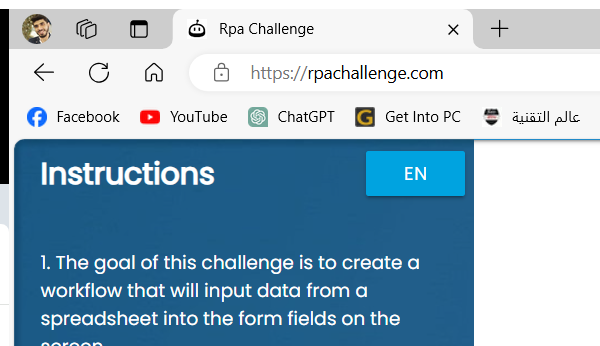 Rpa Challenge
https://rpachallenge.com
Facebook YouTube ChatGPT Get Into PC عالم التقنية
Instructions
EN
1. The goal of this challenge is to create a
workflow that will input data from a
spreadsheet into the form fields on the
screen